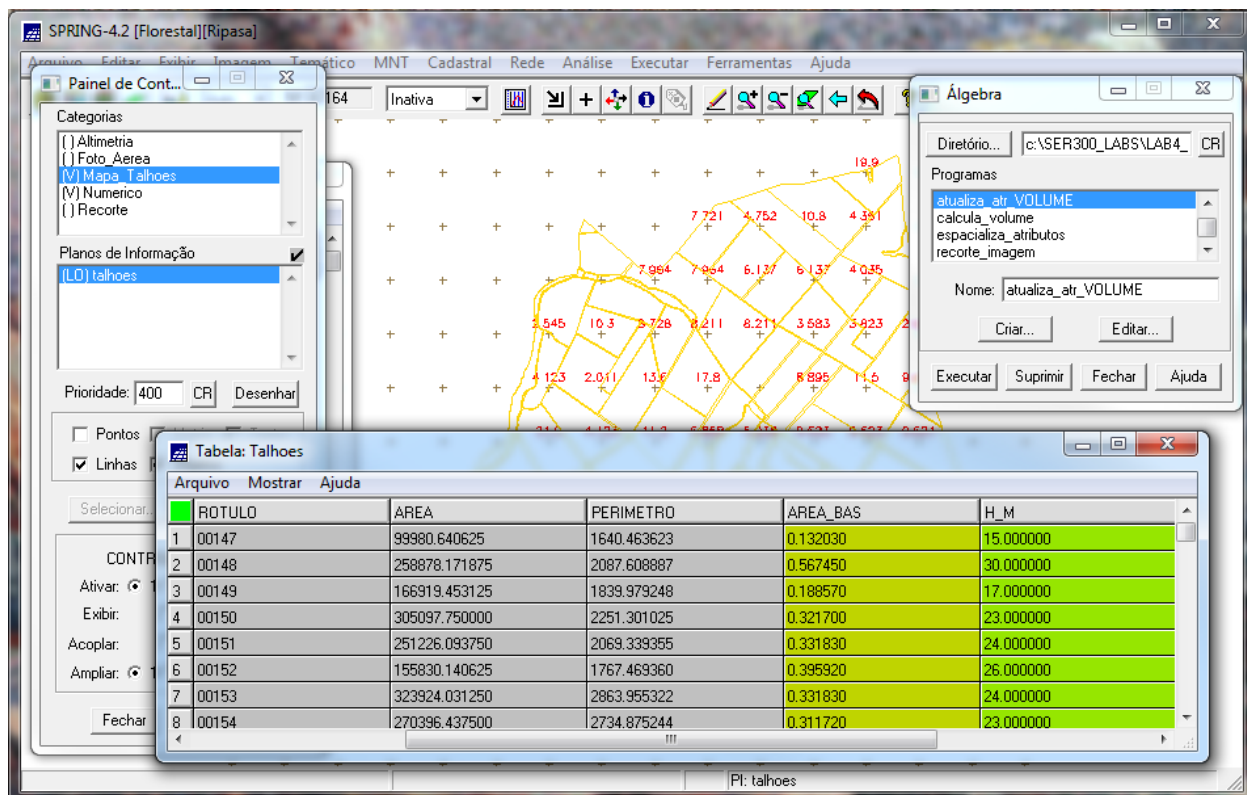 SPRING-4.2 [Florestal][Ripasa]
Arquivo Editar Exibir Imagem Temático MNT Cadastral Rede Análise Executar Ferramentas Ajuda
Painel de Cont...
164 Inativa
Categorias
( ) Altimetria
( ) Foto_Aerea
(V) Mapa_Talhoes
(V) Numerico
( ) Recorte
Planos de Informação
(LO) talhoes
Prioridade: 400 CR Desenhar
Pontos
Linhas
Selecionar...
Ativar:
Exibir:
Acoplar:
Ampliar:
Fechar
19.9
7.721 4.752 10.8 4.361
7.964 7.964 6.137 6.137 4.035
2.545 10.3 3.728 8.211 8.211 3.583 3.823
4.123 2.011 13.6 17.8 8.895 11.5
Álgebra
Diretório... c:\SER300_LABS\LAB4_ CR
Programas
atualiza_atr_VOLUME
calcula_volume
espacializa_atributos
recorte_imagem
Nome: atualiza_atr_VOLUME
Criar... Editar...
Executar Suprimir Fechar Ajuda
Tabela: Talhoes
Arquivo Mostrar Ajuda
ROTULO AREA PERIMETRO AREA_BAS H_M
1 00147 99980.640625 1640.463623 0.132030 15.000000
2 00148 258878.171875 2087.608887 0.567450 30.000000
3 00149 166919.453125 1839.979248 0.188570 17.000000
4 00150 305097.750000 2251.301025 0.321700 23.000000
5 00151 251226.093750 2069.339355 0.331830 24.000000
6 00152 155830.140625 1767.469360 0.395920 26.000000
7 00153 323924.031250 2863.955322 0.331830 24.000000
8 00154 270396.437500 2734.875244 0.311720 23.000000
PI: talhoes